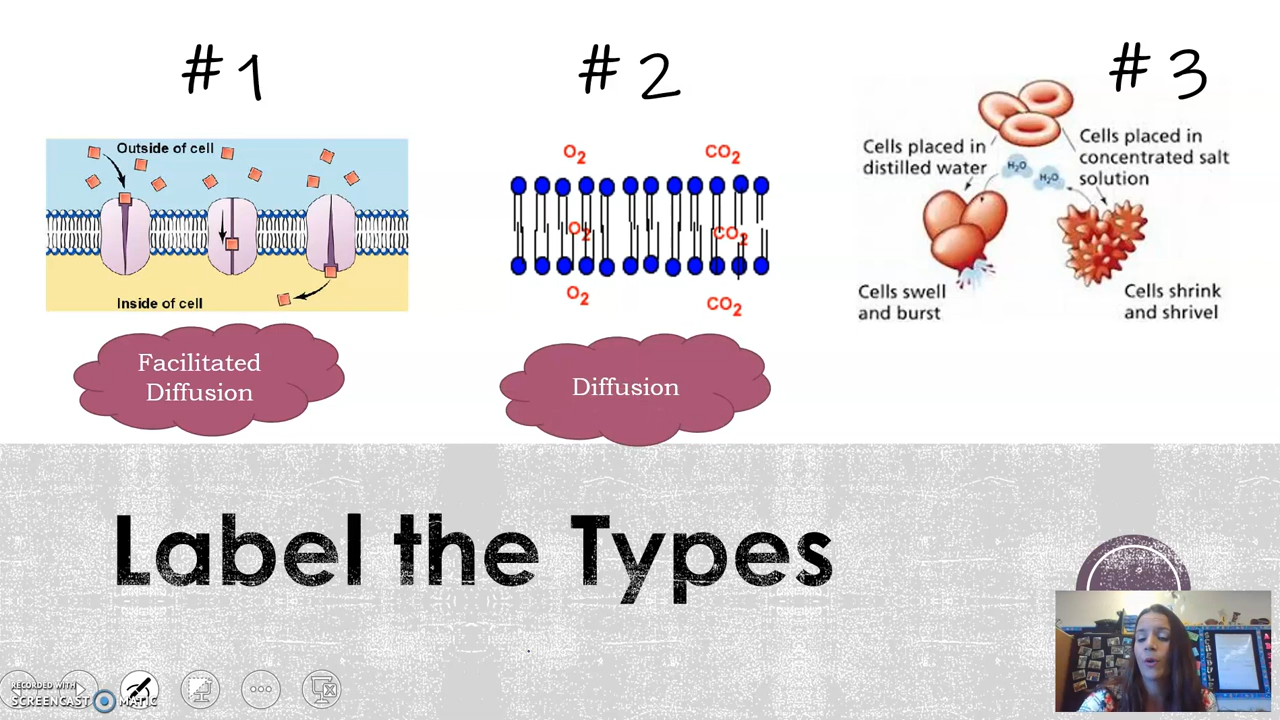 #1
#2
#3
Outside of cell
Inside of cell
Facilitated
Diffusion
O2
CO2
O2
CO2
O2
CO2
Diffusion
Cells placed in
distilled water
Cells placed in
concentrated salt
solution
H2O
H2O
Cells swell
and burst
Cells shrink
and shrivel
Label the Types
RECORDED WITH
SCREENCAST MATIC